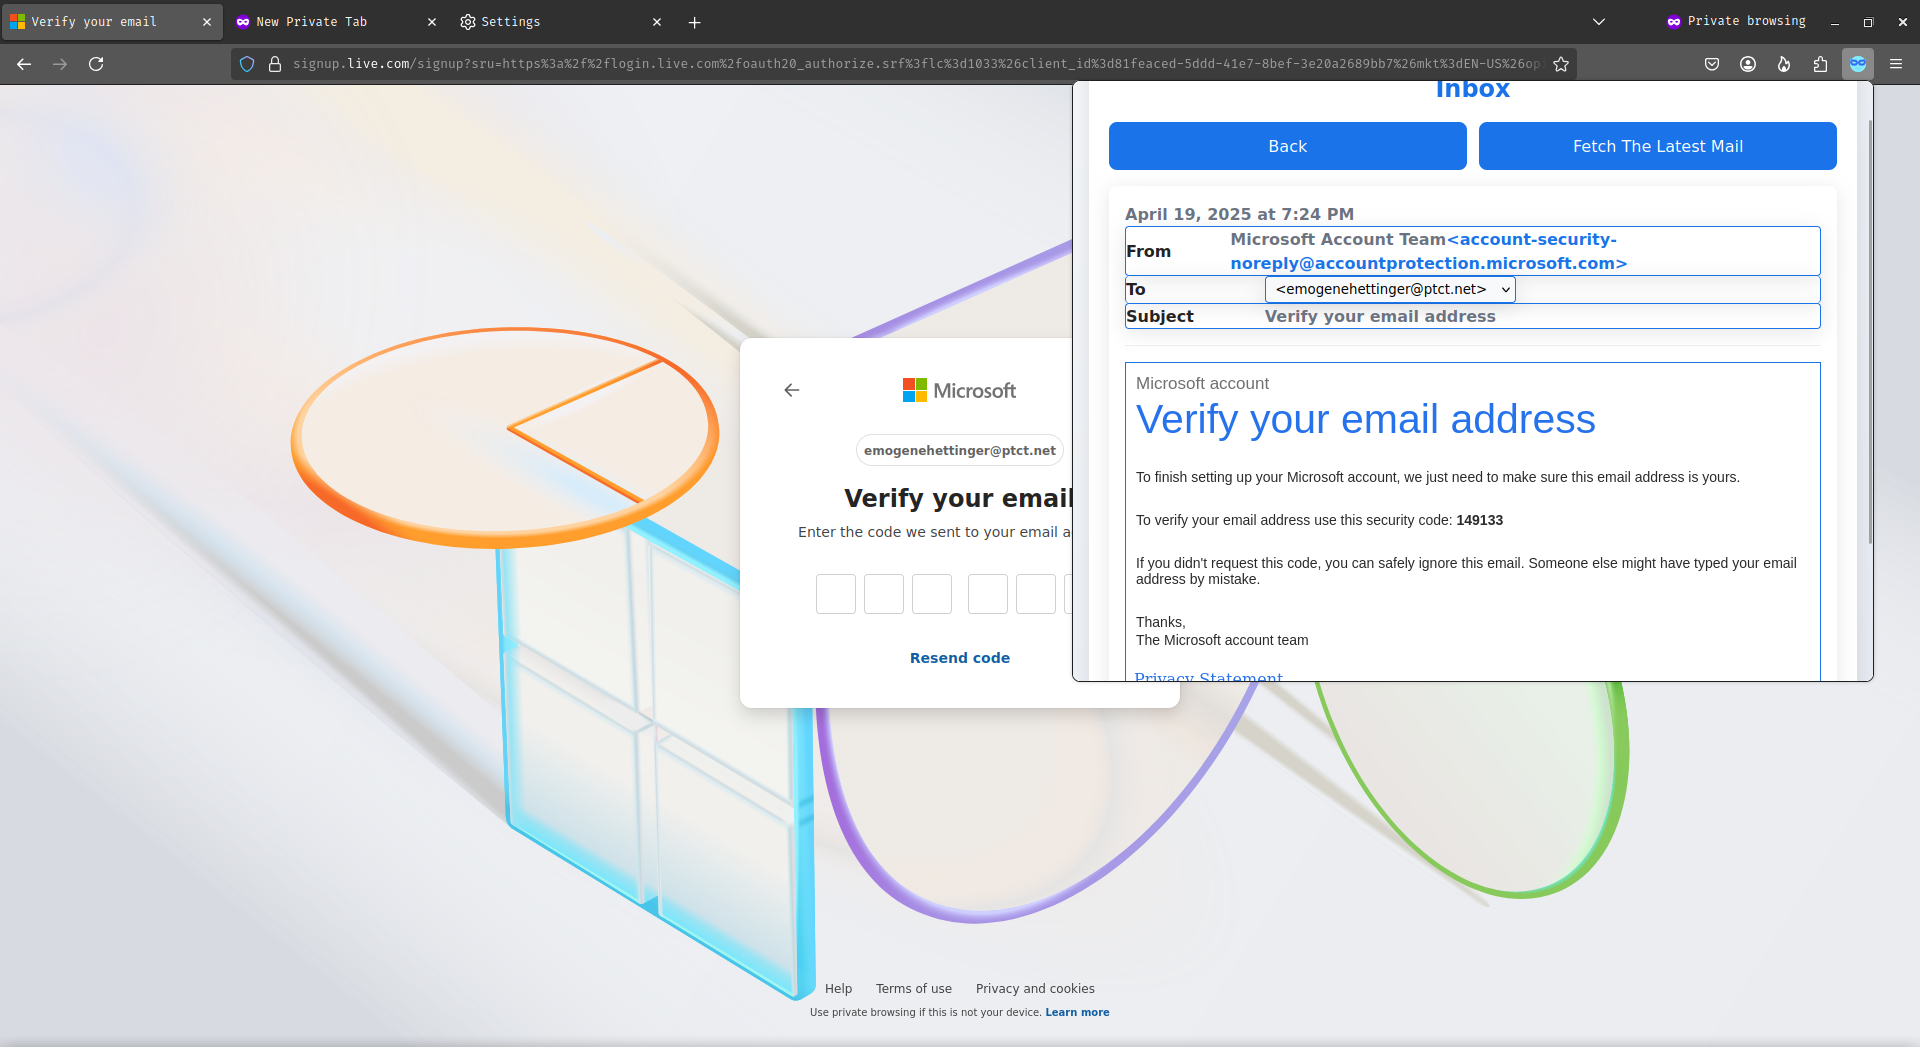 Verify your email
New Private Tab
Settings
Private browsing
signup.live.com/signup?sru=https%3a%2f%2flogin.live.com%2foauth20_authorize.srf%3flc%3d1033%26client_id%3d81feaced-5ddd-41e7-8bef-3e20a2689bb7%26mkt%3dEN-US%26op
Microsoft
emogenehettinger@ptct.net
Verify your email
Enter the code we sent to your email a
Resend code
Inbox
Back
Fetch The Latest Mail
April 19, 2025 at 7:24 PM
From Microsoft Account Team<account-security-
noreply@accountprotection.microsoft.com>
To <emogenehettinger@ptct.net>
Subject Verify your email address
Microsoft account
Verify your email address
To finish setting up your Microsoft account, we just need to make sure this email address is yours.
To verify your email address use this security code: 149133
If you didn't request this code, you can safely ignore this email. Someone else might have typed your email
address by mistake.
Thanks,
The Microsoft account team
Privacy Statement
Help Terms of use Privacy and cookies
Use private browsing if this is not your device. Learn more